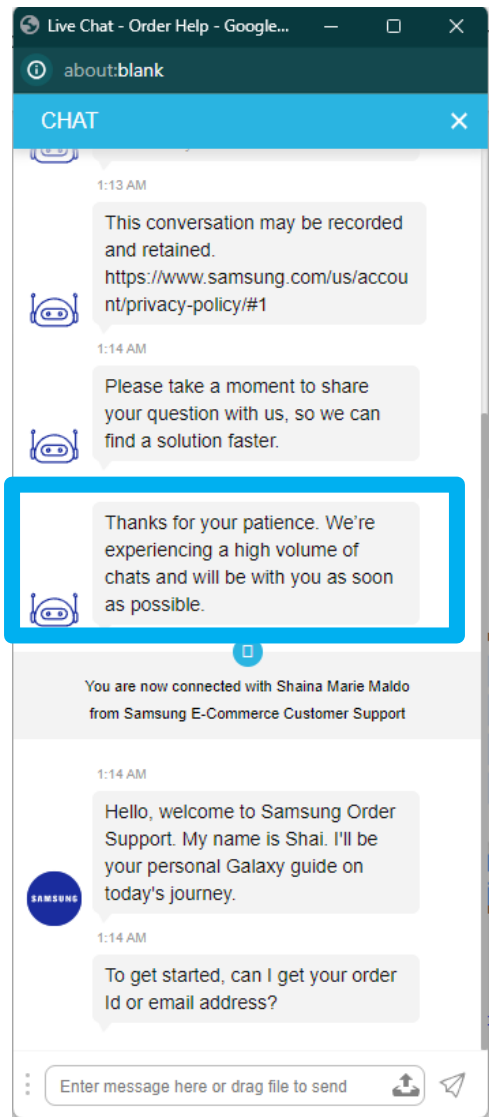 Live Chat - Order Help - Google...
about:blank
CHAT
1:13 AM
This conversation may be recorded
and retained.
https://www.samsung.com/us/accou
nt/privacy-policy/#1
1:14 AM
Please take a moment to share
your question with us, so we can
find a solution faster.
Thanks for your patience. We're
experiencing a high volume of
chats and will be with you as soon
as possible.
You are now connected with Shaina Marie Maldo
from Samsung E-Commerce Customer Support
1:14 AM
Hello, welcome to Samsung Order
Support. My name is Shai. I'll be
your personal Galaxy guide on
today's journey.
SAMSUNG
1:14 AM
To get started, can I get your order
Id or email address?
Enter message here or drag file to send